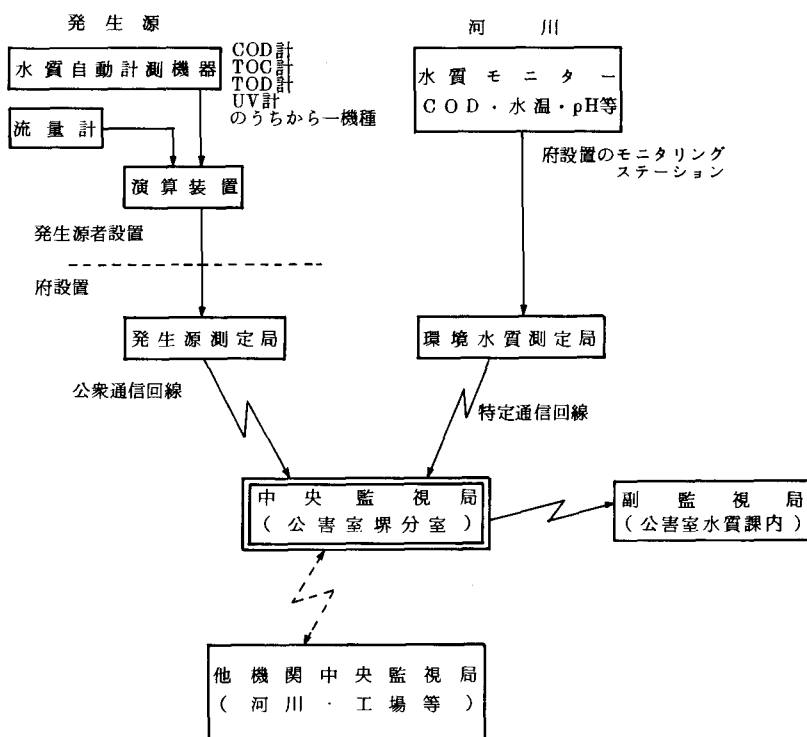 発生源
水質自動計測機器
COD計
TOC計
TOD計
UV計
のうちから一機種
流量計
演算装置
発生源者設置
府設置
発生源測定局
公衆通信回線
河川
水質モニター
COD・水温・pH等
府設置のモニタリング
ステーション
環境水質測定局
特定通信回線
中央監視局
(公害室堺分室)
副監視局
(公害室水質課内)
他機関中央監視局
(河川・工場等)